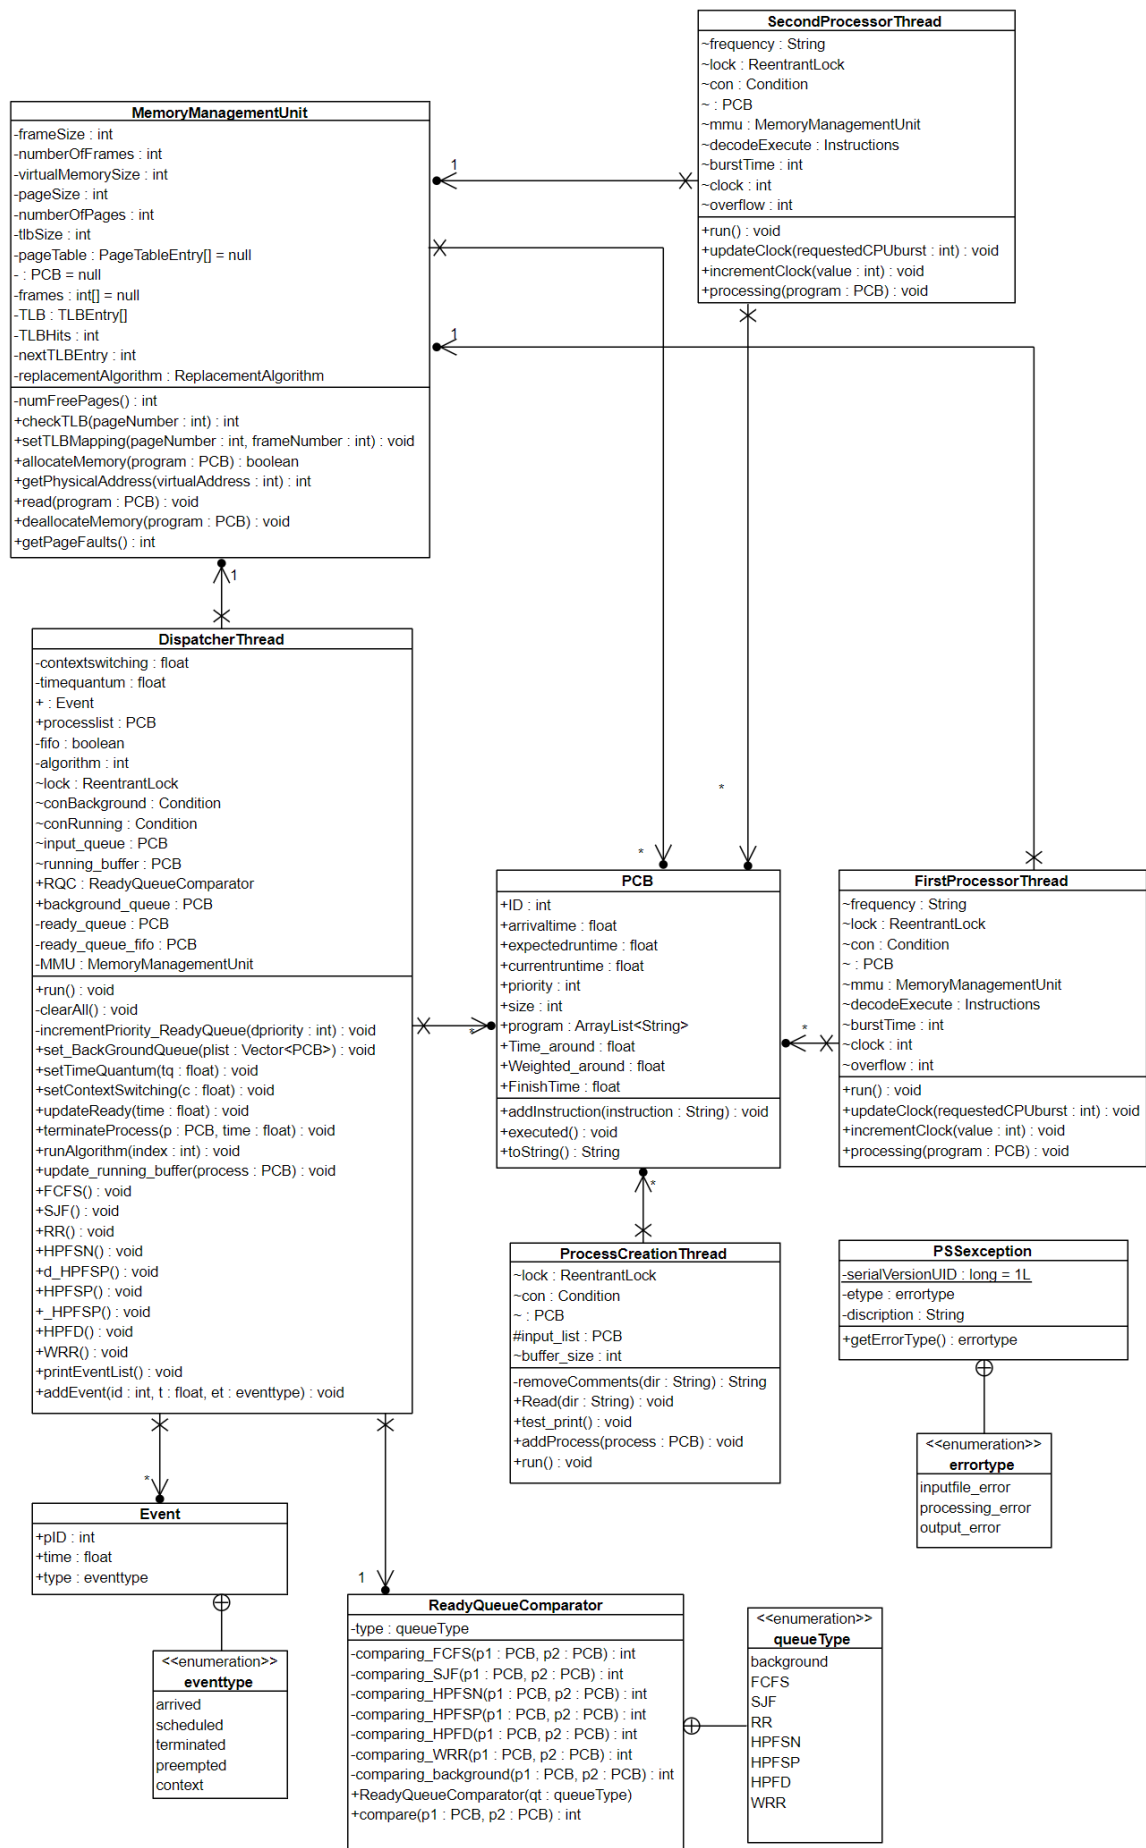 SecondProcessorThread
~frequency : String
~lock : ReentrantLock
~con : Condition
~ : PCB
~mmu : MemoryManagementUnit
~decodeExecute : Instructions
~burstTime : int
~clock : int
~overflow : int
+run() : void
+updateClock(requestedCPUburst : int) : void
+incrementClock(value : int) : void
+processing(program : PCB) : void
MemoryManagementUnit
-frameSize : int
-numberOfFrames : int
-virtualMemorySize : int
-pageSize : int
-numberOfPages : int
-tlbSize : int
-pageTable : PageTableEntry[] = null
- : PCB = null
-frames : int[] = null
-TLB : TLBEntry[]
-TLBHits : int
-nextTLBEntry : int
-replacementAlgorithm : ReplacementAlgorithm
-numFreePages() : int
+checkTLB(pageNumber : int) : int
+setTLBMapping(pageNumber : int, frameNumber : int) : void
+allocateMemory(program : PCB) : boolean
+getPhysicalAddress(virtualAddress : int) : int
+read(program : PCB) : void
+deallocateMemory(program : PCB) : void
+getPageFaults() : int
1
1
1
DispatcherThread
-contextswitching : float
-timequantum : float
+ : Event
+processlist : PCB
-fifo : boolean
-algorithm : int
~lock : ReentrantLock
~conBackground : Condition
~conRunning : Condition
~input_queue : PCB
~running_buffer : PCB
+RQC : ReadyQueueComparator
+background_queue : PCB
-ready_queue : PCB
-ready_queue_fifo : PCB
-MMU : MemoryManagementUnit
+run() : void
-clearAll() : void
-incrementPriority_ReadyQueue(dpriority : int) : void
+set_BackGroundQueue(plist : Vector<PCB>) : void
+setTimeQuantum(tq : float) : void
+setContextSwitching(c : float) : void
+updateReady(time : float) : void
+terminateProcess(p : PCB, time : float) : void
+runAlgorithm(index : int) : void
+update_running_buffer(process : PCB) : void
+FCFS() : void
+SJF() : void
+RR() : void
+HPFSN() : void
+d_HPFSP() : void
+HPFSP() : void
+_HPFSP() : void
+HPFD() : void
+WRR() : void
+printEventList() : void
+addEvent(id : int, t : float, et : eventtype) : void
*
*
*
*
*
PCB
+ID : int
+arrivaltime : float
+expectedruntime : float
+currentruntime : float
+priority : int
+size : int
+program : ArrayList<String>
+Time_around : float
+Weighted_around : float
+FinishTime : float
+addInstruction(instruction : String) : void
+executed() : void
+toString() : String
FirstProcessorThread
~frequency : String
~lock : ReentrantLock
~con : Condition
~ : PCB
~mmu : MemoryManagementUnit
~decodeExecute : Instructions
~burstTime : int
~clock : int
~overflow : int
+run() : void
+updateClock(requestedCPUburst : int) : void
+incrementClock(value : int) : void
+processing(program : PCB) : void
ProcessCreationThread
~lock : ReentrantLock
~con : Condition
~ : PCB
#input_list : PCB
~buffer_size : int
-removeComments(dir : String) : String
+Read(dir : String) : void
+test_print() : void
+addProcess(process : PCB) : void
+run() : void
PSSexception
-serialVersionUID : long = 1L
-etype : errortype
-discription : String
+getErrorType() : errortype
<<enumeration>>
errortype
inputfile_error
processing_error
output_error
*
Event
+pID : int
+time : float
+type : eventtype
<<enumeration>>
eventtype
arrived
scheduled
terminated
preempted
context
1
ReadyQueueComparator
-type : queueType
-comparing_FCFS(p1 : PCB, p2 : PCB) : int
-comparing_SJF(p1 : PCB, p2 : PCB) : int
-comparing_HPFSN(p1 : PCB, p2 : PCB) : int
-comparing_HPFSP(p1 : PCB, p2 : PCB) : int
-comparing_HPFD(p1 : PCB, p2 : PCB) : int
-comparing_WRR(p1 : PCB, p2 : PCB) : int
-comparing_background(p1 : PCB, p2 : PCB) : int
+ReadyQueueComparator(qt : queueType)
+compare(p1 : PCB, p2 : PCB) : int
<<enumeration>>
queueType
background
FCFS
SJF
RR
HPFSN
HPFSP
HPFD
WRR